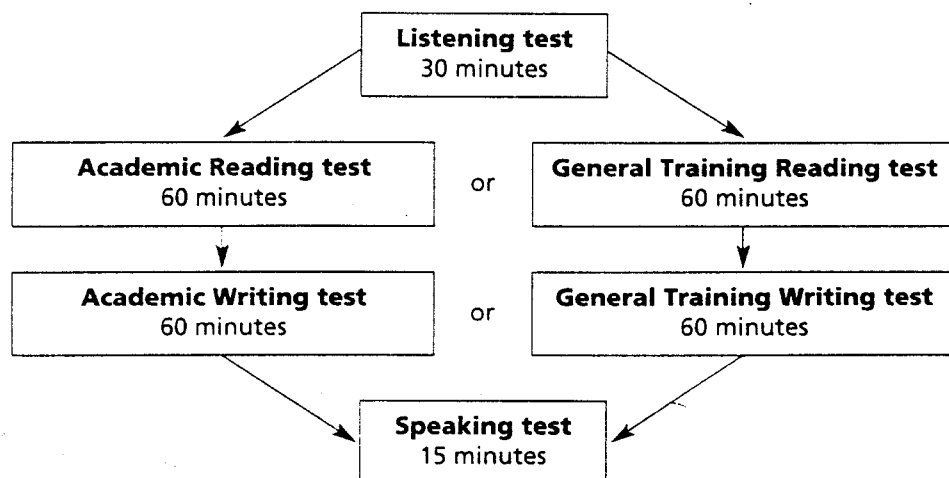 Listening test
30 minutes
Academic Reading test
60 minutes
or
General Training Reading test
60 minutes
Academic Writing test
60 minutes
or
General Training Writing test
60 minutes
Speaking test
15 minutes